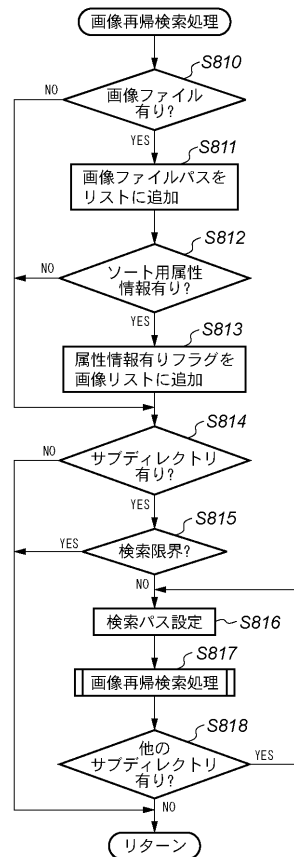 画像再帰検索処理
S810
NO
画像ファイル
有り?
YES
S811
画像ファイルパスを
リストに追加
S812
NO
ソート用属性
情報有り?
YES
S813
属性情報有りフラグを
画像リストに追加
S814
NO
サブディレクトリ
有り?
YES
S815
YES
検索限界?
NO
検索パス設定
S816
S817
画像再帰検索処理
S818
他の
サブディレクトリ
有り?
YES
NO
リターン